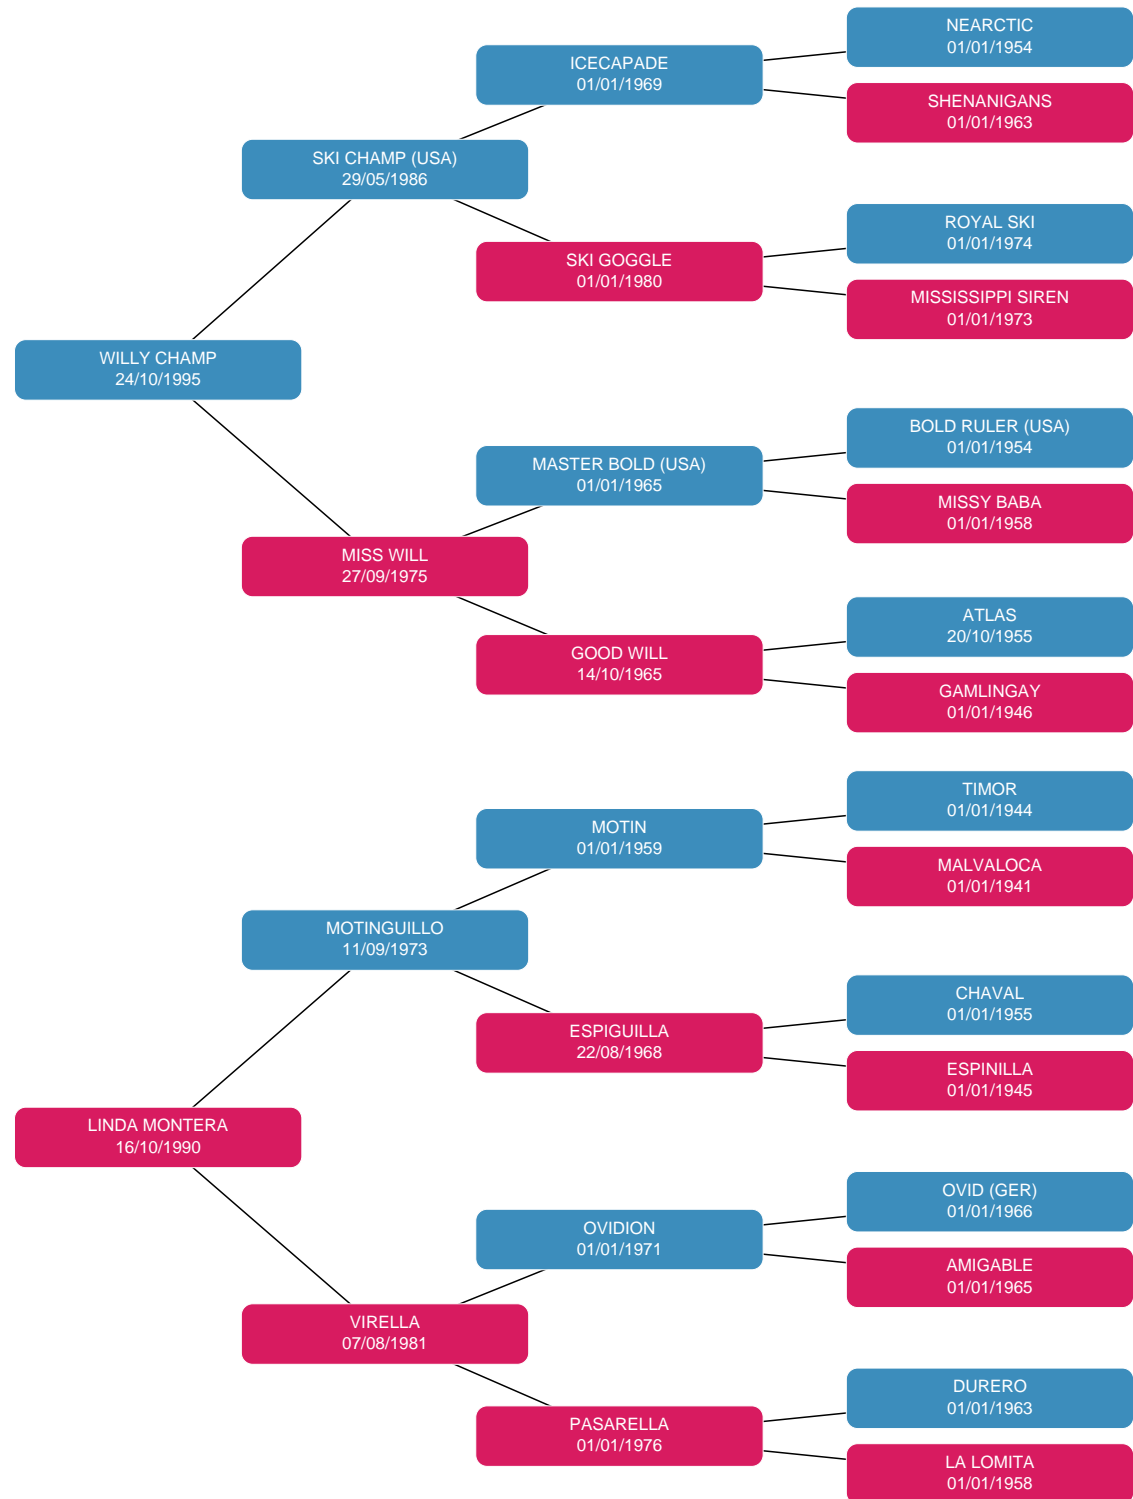 NEARCTIC
01/01/1954
ICECAPADE
01/01/1969
SHENANIGANS
01/01/1963
SKI CHAMP (USA)
29/05/1986
ROYAL SKI
01/01/1974
SKI GOGGLE
01/01/1980
MISSISSIPPI SIREN
01/01/1973
WILLY CHAMP
24/10/1995
BOLD RULER (USA)
01/01/1954
MASTER BOLD (USA)
01/01/1965
MISSY BABA
01/01/1958
MISS WILL
27/09/1975
ATLAS
20/10/1955
GOOD WILL
14/10/1965
GAMLINGAY
01/01/1946
TIMOR
01/01/1944
MOTIN
01/01/1959
MALVALOCA
01/01/1941
MOTINGUILLO
11/09/1973
CHAVAL
01/01/1955
ESPIGUILLA
22/08/1968
ESPINILLA
01/01/1945
LINDA MONTERA
16/10/1990
OVID (GER)
01/01/1966
OVIDION
01/01/1971
AMIGABLE
01/01/1965
VIRELLA
07/08/1981
DURERO
01/01/1963
PASARELLA
01/01/1976
LA LOMITA
01/01/1958